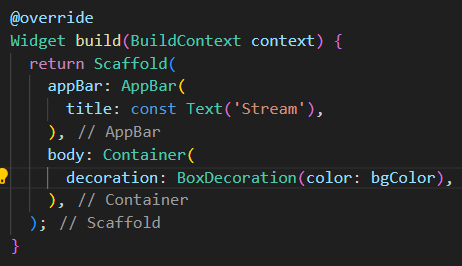 @override
Widget build(BuildContext context) {
  return Scaffold(
    appBar: AppBar(
      title: const Text('Stream'),
    ), // AppBar
    body: Container(
      decoration: BoxDecoration(color: bgColor),
    ), // Container
  ); // Scaffold
}